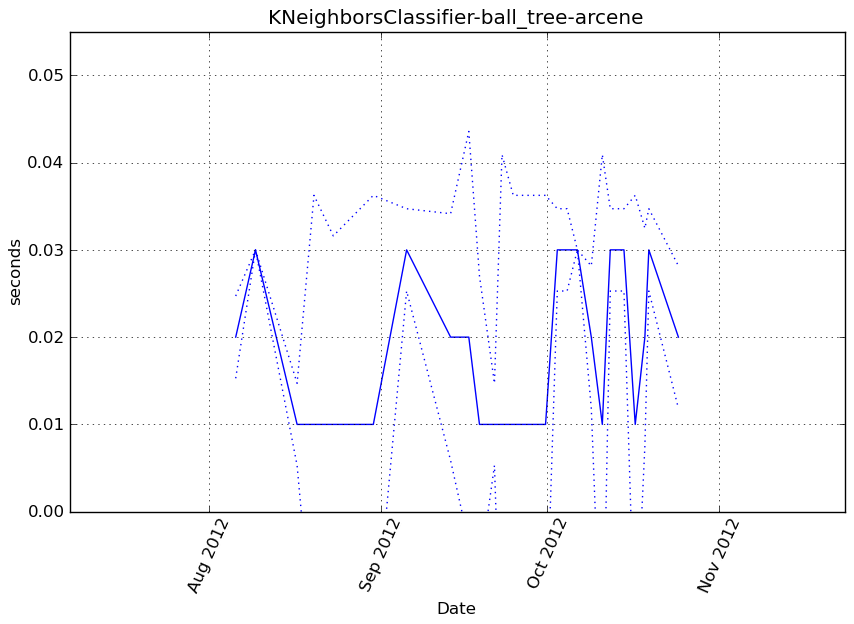 KNeighborsClassifier-ball_tree-arcene
0.05
0.04
0.03
0.02
0.01
0.00
seconds
Aug 2012
Sep 2012
Oct 2012
Nov 2012
Date